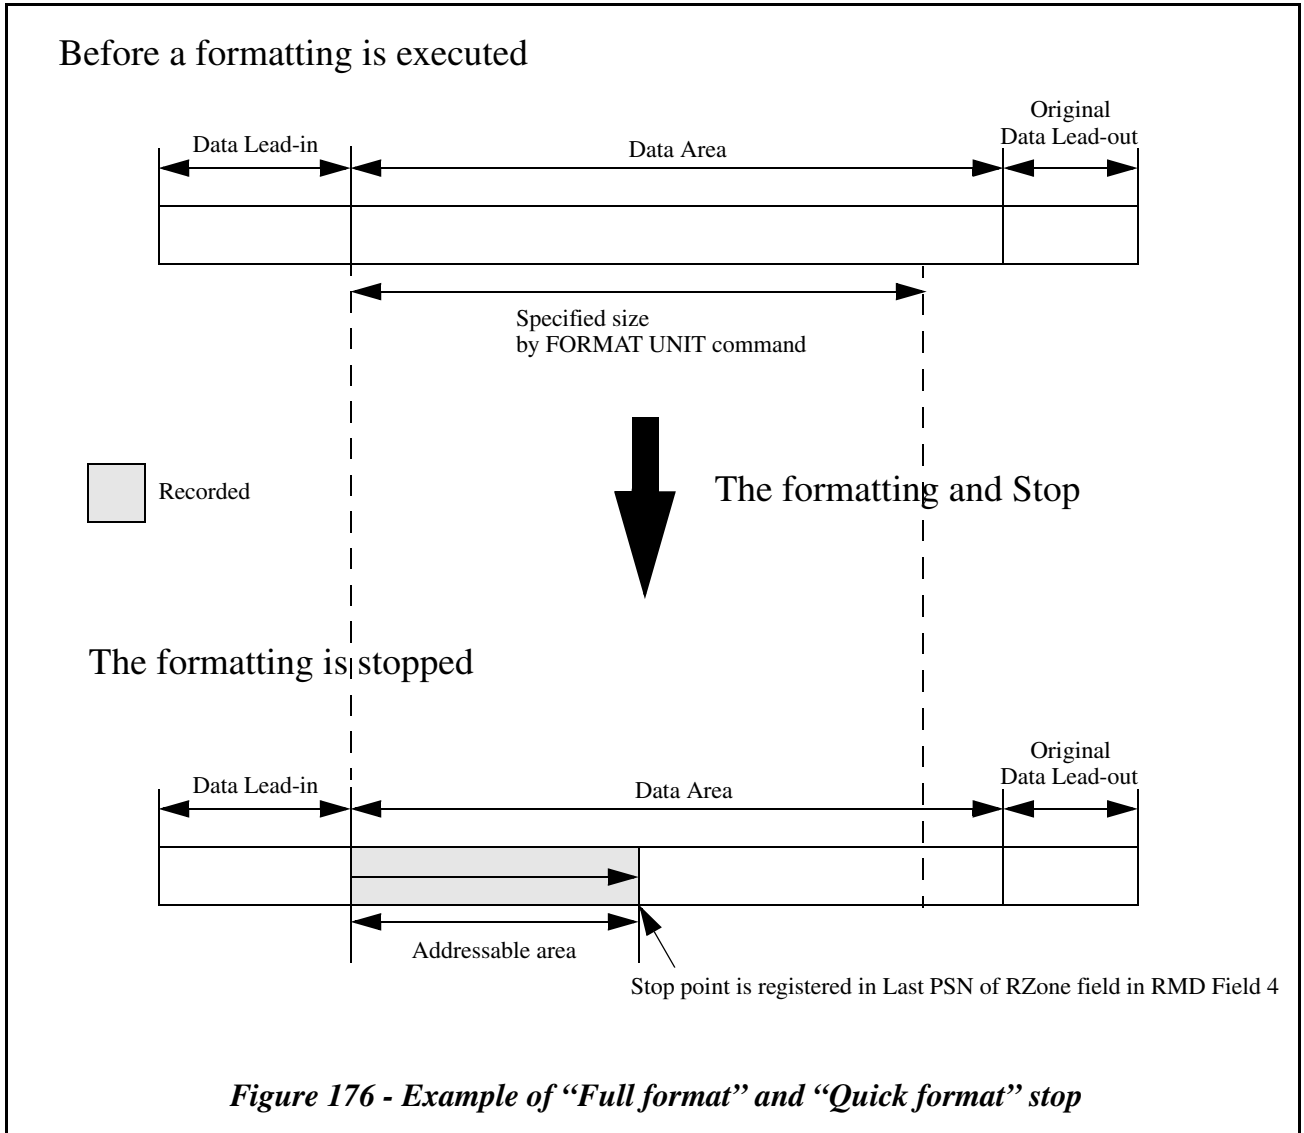 Before a formatting is executed
Original
Data Lead-out
Data Lead-in
Data Area
Specified size
by FORMAT UNIT command
Recorded
The formatting and Stop
The formatting is stopped
Original
Data Lead-out
Data Lead-in
Data Area
Addressable area
Stop point is registered in Last PSN of RZone field in RMD Field 4
Figure 176 - Example of “Full format” and “Quick format” stop